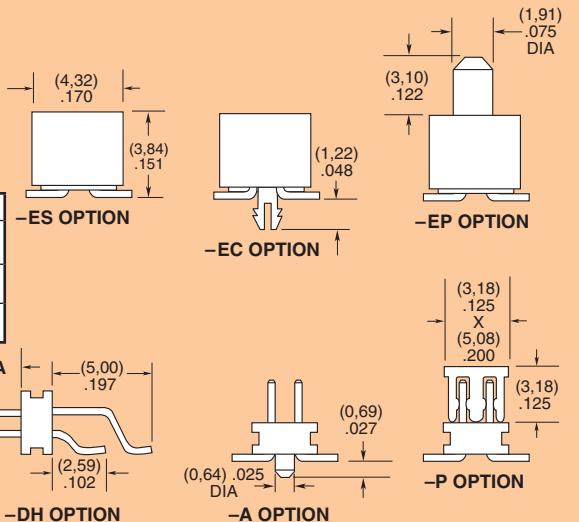 (4,32)
.170
(3,84)
.151
–ES OPTION
(1,22)
.048
–EC OPTION
(1,91)
.075
DIA
(3,10)
.122
–EP OPTION
A
(5,00)
.197
(2,59)
.102
–DH OPTION
(0,69)
.027
(0,64) .025
DIA
–A OPTION
(3,18)
.125
X
(5,08)
.200
(3,18)
.125
–P OPTION